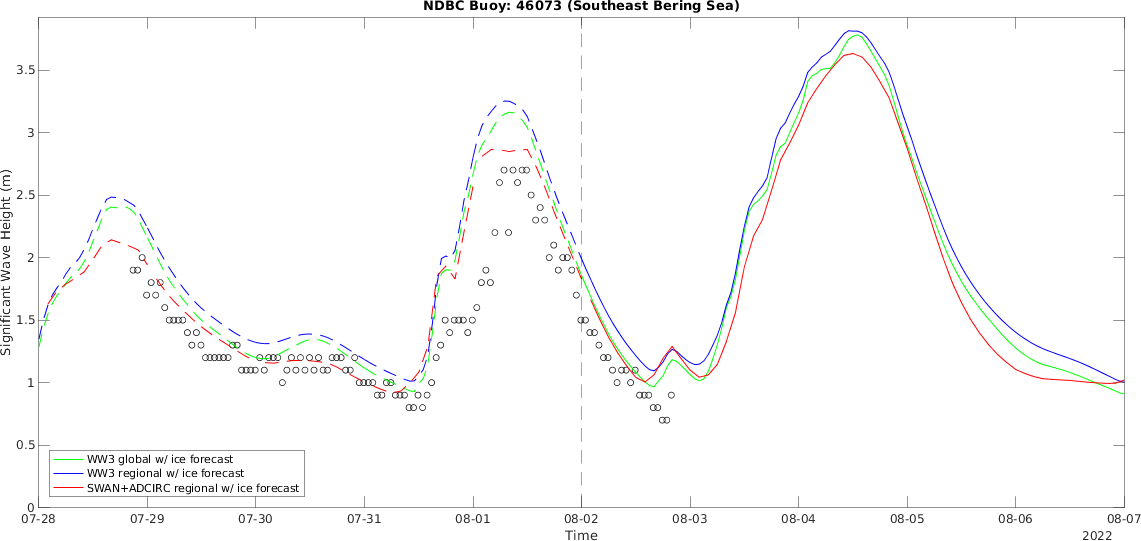 NDBC Buoy: 46073 (Southeast Bering Sea)
3.5
3
2.5
2
1.5
1
0.5
0
Significant Wave Height (m)
WW3 global w/ ice forecast
WW3 regional w/ ice forecast
SWAN+ADCIRC regional w/ ice forecast
07-28 07-29 07-30 07-31 08-01 08-02 08-03 08-04 08-05 08-06 08-07
Time
2022